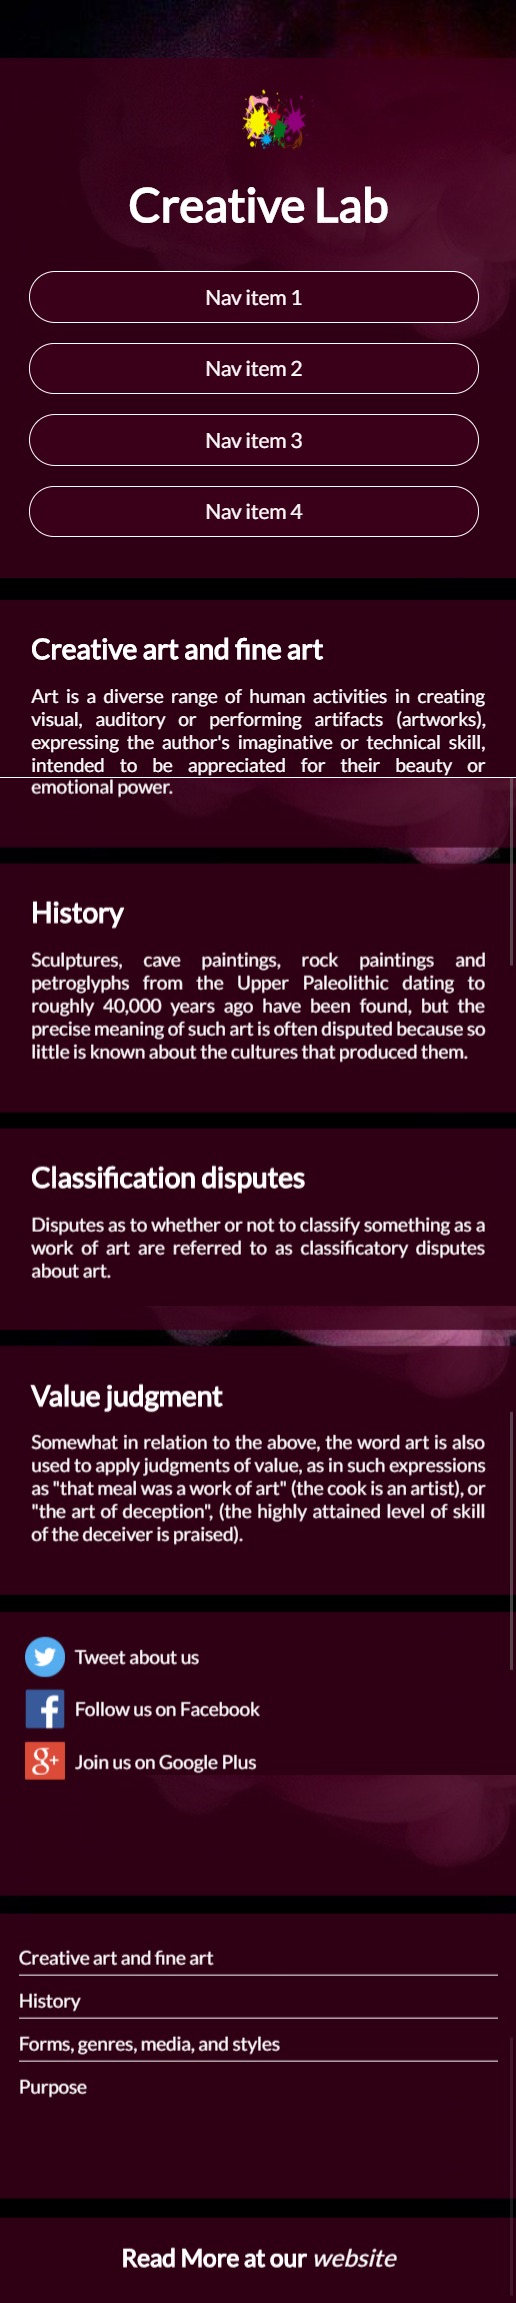 Creative Lab
Nav item 1
Nav item 2
Nav item 3
Nav item 4
Creative art and fine art
Art is a diverse range of human activities in creating
visual, auditory or performing artifacts (artworks),
expressing the author's imaginative or technical skill,
intended to be appreciated for their beauty or
emotional power.
History
Sculptures, cave paintings, rock paintings and
petroglyphs from the Upper Paleolithic dating to
roughly 40,000 years ago have been found, but the
precise meaning of such art is often disputed because so
little is known about the cultures that produced them.
Classification disputes
Disputes as to whether or not to classify something as a
work of art are referred to as classificatory disputes
about art.
Value judgment
Somewhat in relation to the above, the word art is also
used to apply judgments of value, as in such expressions
as "that meal was a work of art" (the cook is an artist), or
"the art of deception", (the highly attained level of skill
of the deceiver is praised).
Tweet about us
Follow us on Facebook
g+ Join us on Google Plus
Creative art and fine art
History
Forms, genres, media, and styles
Purpose
Read More at our website